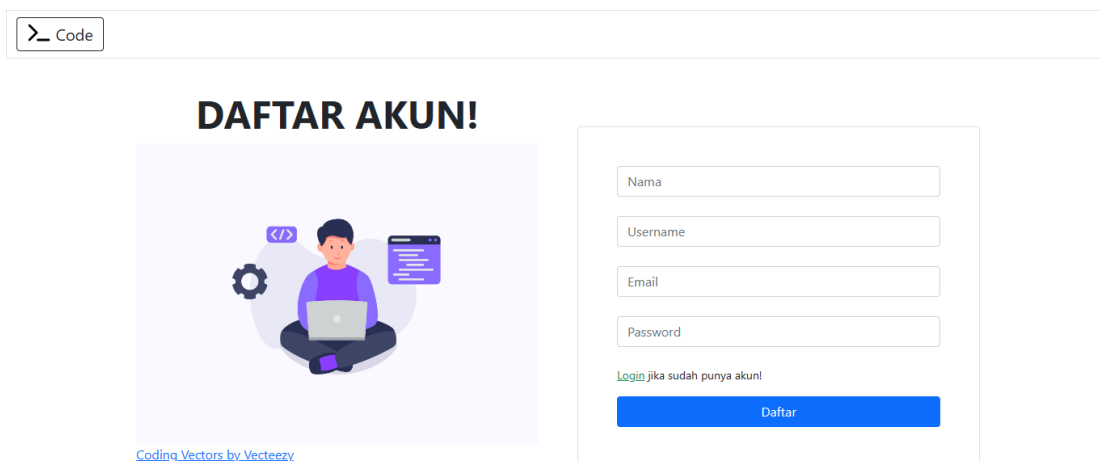 Code
DAFTAR AKUN!
</>
Coding Vectors by Vecteezy
Nama
Username
Email
Password
Login jika sudah punya akun!
Daftar